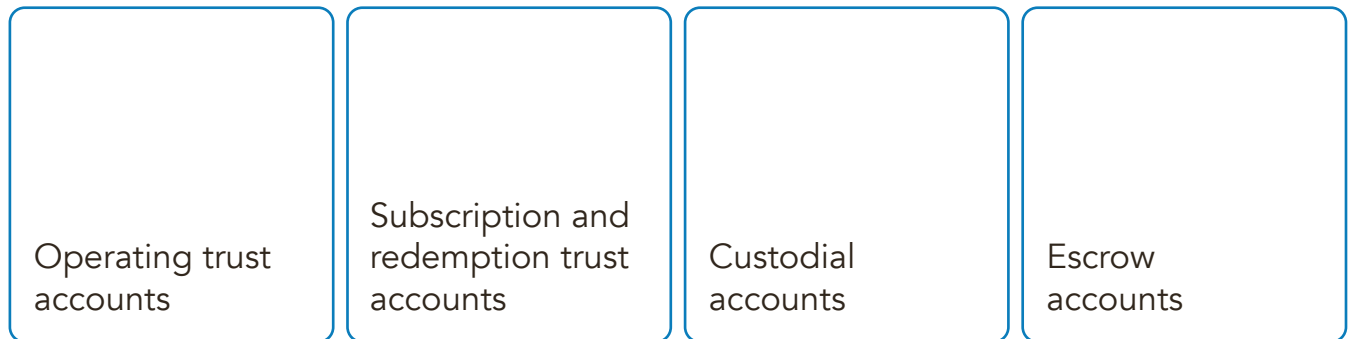 Operating trust
accounts
Subscription and
redemption trust
accounts
Custodial
accounts
Escrow
accounts